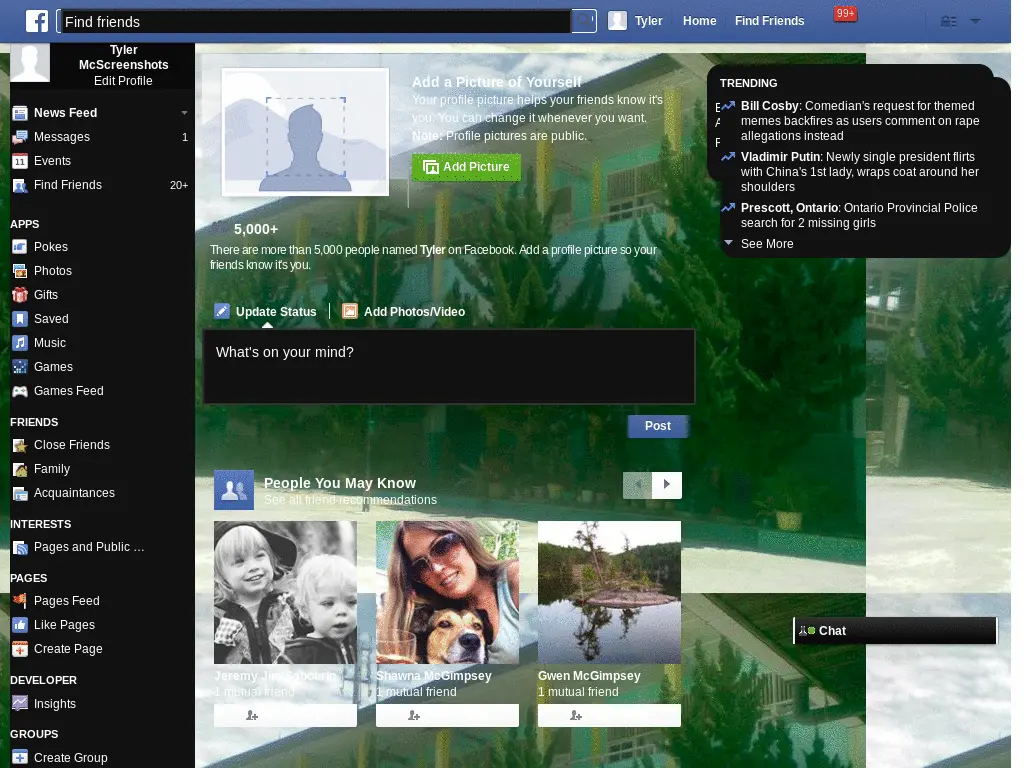 f
Find friends
Tyler
Home
Find Friends
99+
Tyler
McScreenshots
Edit Profile
News Feed
Messages
1
Events
Find Friends
20+
APPS
Pokes
Photos
Gifts
Saved
Music
Games
Games Feed
FRIENDS
Close Friends
Family
Acquaintances
INTERESTS
Pages and Public ...
PAGES
Pages Feed
Like Pages
Create Page
DEVELOPER
Insights
GROUPS
Create Group
Add a Picture of Yourself
Your profile picture helps your friends know it's
you. You can change it whenever you want.
Note: Profile pictures are public.
Add Picture
5,000+
There are more than 5,000 people named Tyler on Facebook. Add a profile picture so your
friends know it's you.
Update Status
Add Photos/Video
What's on your mind?
Post
People You May Know
See all friend recommendations
Jeremy Jim
1 mutual friend
Shawna McGimpsey
1 mutual friend
Gwen McGimpsey
1 mutual friend
TRENDING
Bill Cosby: Comedian's request for themed
memes backfires as users comment on rape
allegations instead
Vladimir Putin: Newly single president flirts
with China's 1st lady, wraps coat around her
shoulders
Prescott, Ontario: Ontario Provincial Police
search for 2 missing girls
See More
Chat